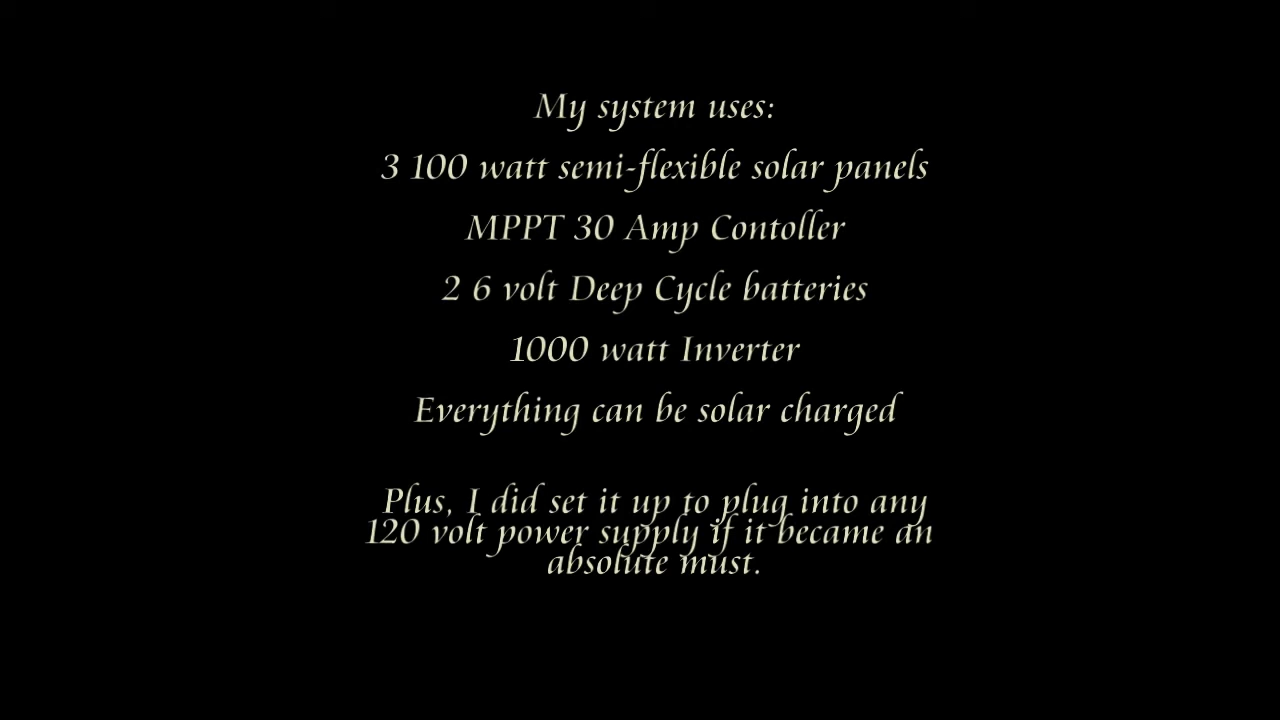 My system uses:
3 100 watt semi-flexible solar panels
MPPT 30 Amp Contoller
2 6 volt Deep Cycle batteries
1000 watt Inverter
Everything can be solar charged
Plus, I did set it up to plug into any
120 volt power supply if it became an
absolute must.